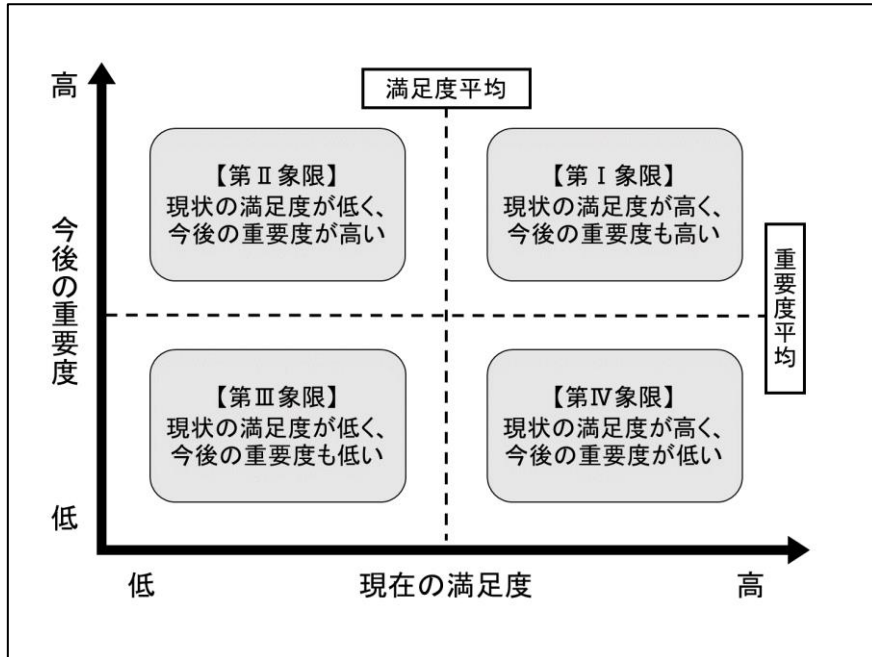 高
満足度平均
【第Ⅱ象限】
現状の満足度が低く、
今後の重要度が高い
【第Ⅰ象限】
現状の満足度が高く、
今後の重要度も高い
今後の重要度
重要度平均
【第Ⅲ象限】
現状の満足度が低く、
今後の重要度も低い
【第Ⅳ象限】
現状の満足度が高く、
今後の重要度が低い
低
低
現在の満足度
高